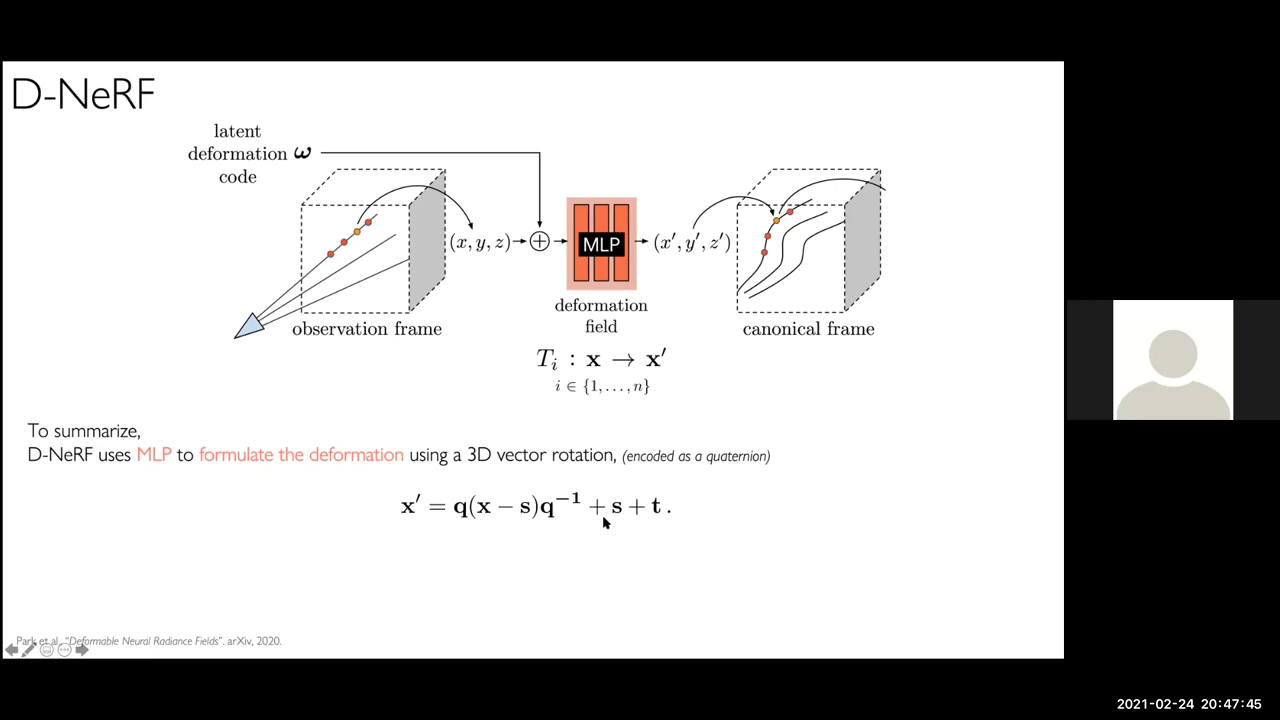 D-NeRF
latent
deformation ω
code
(x, y, z)
MLP
(x′, y′, z′)
deformation
field
observation frame
canonical frame
T_i : x → x′
i ∈ {1, …, n}
To summarize,
D-NeRF uses MLP to formulate the deformation using a 3D vector rotation, (encoded as a quaternion)
x′ = q(x − s)q⁻¹ + s + t .
Park et al. "Deformable Neural Radiance Fields". arXiv, 2020.
2021-02-24 20:47:45